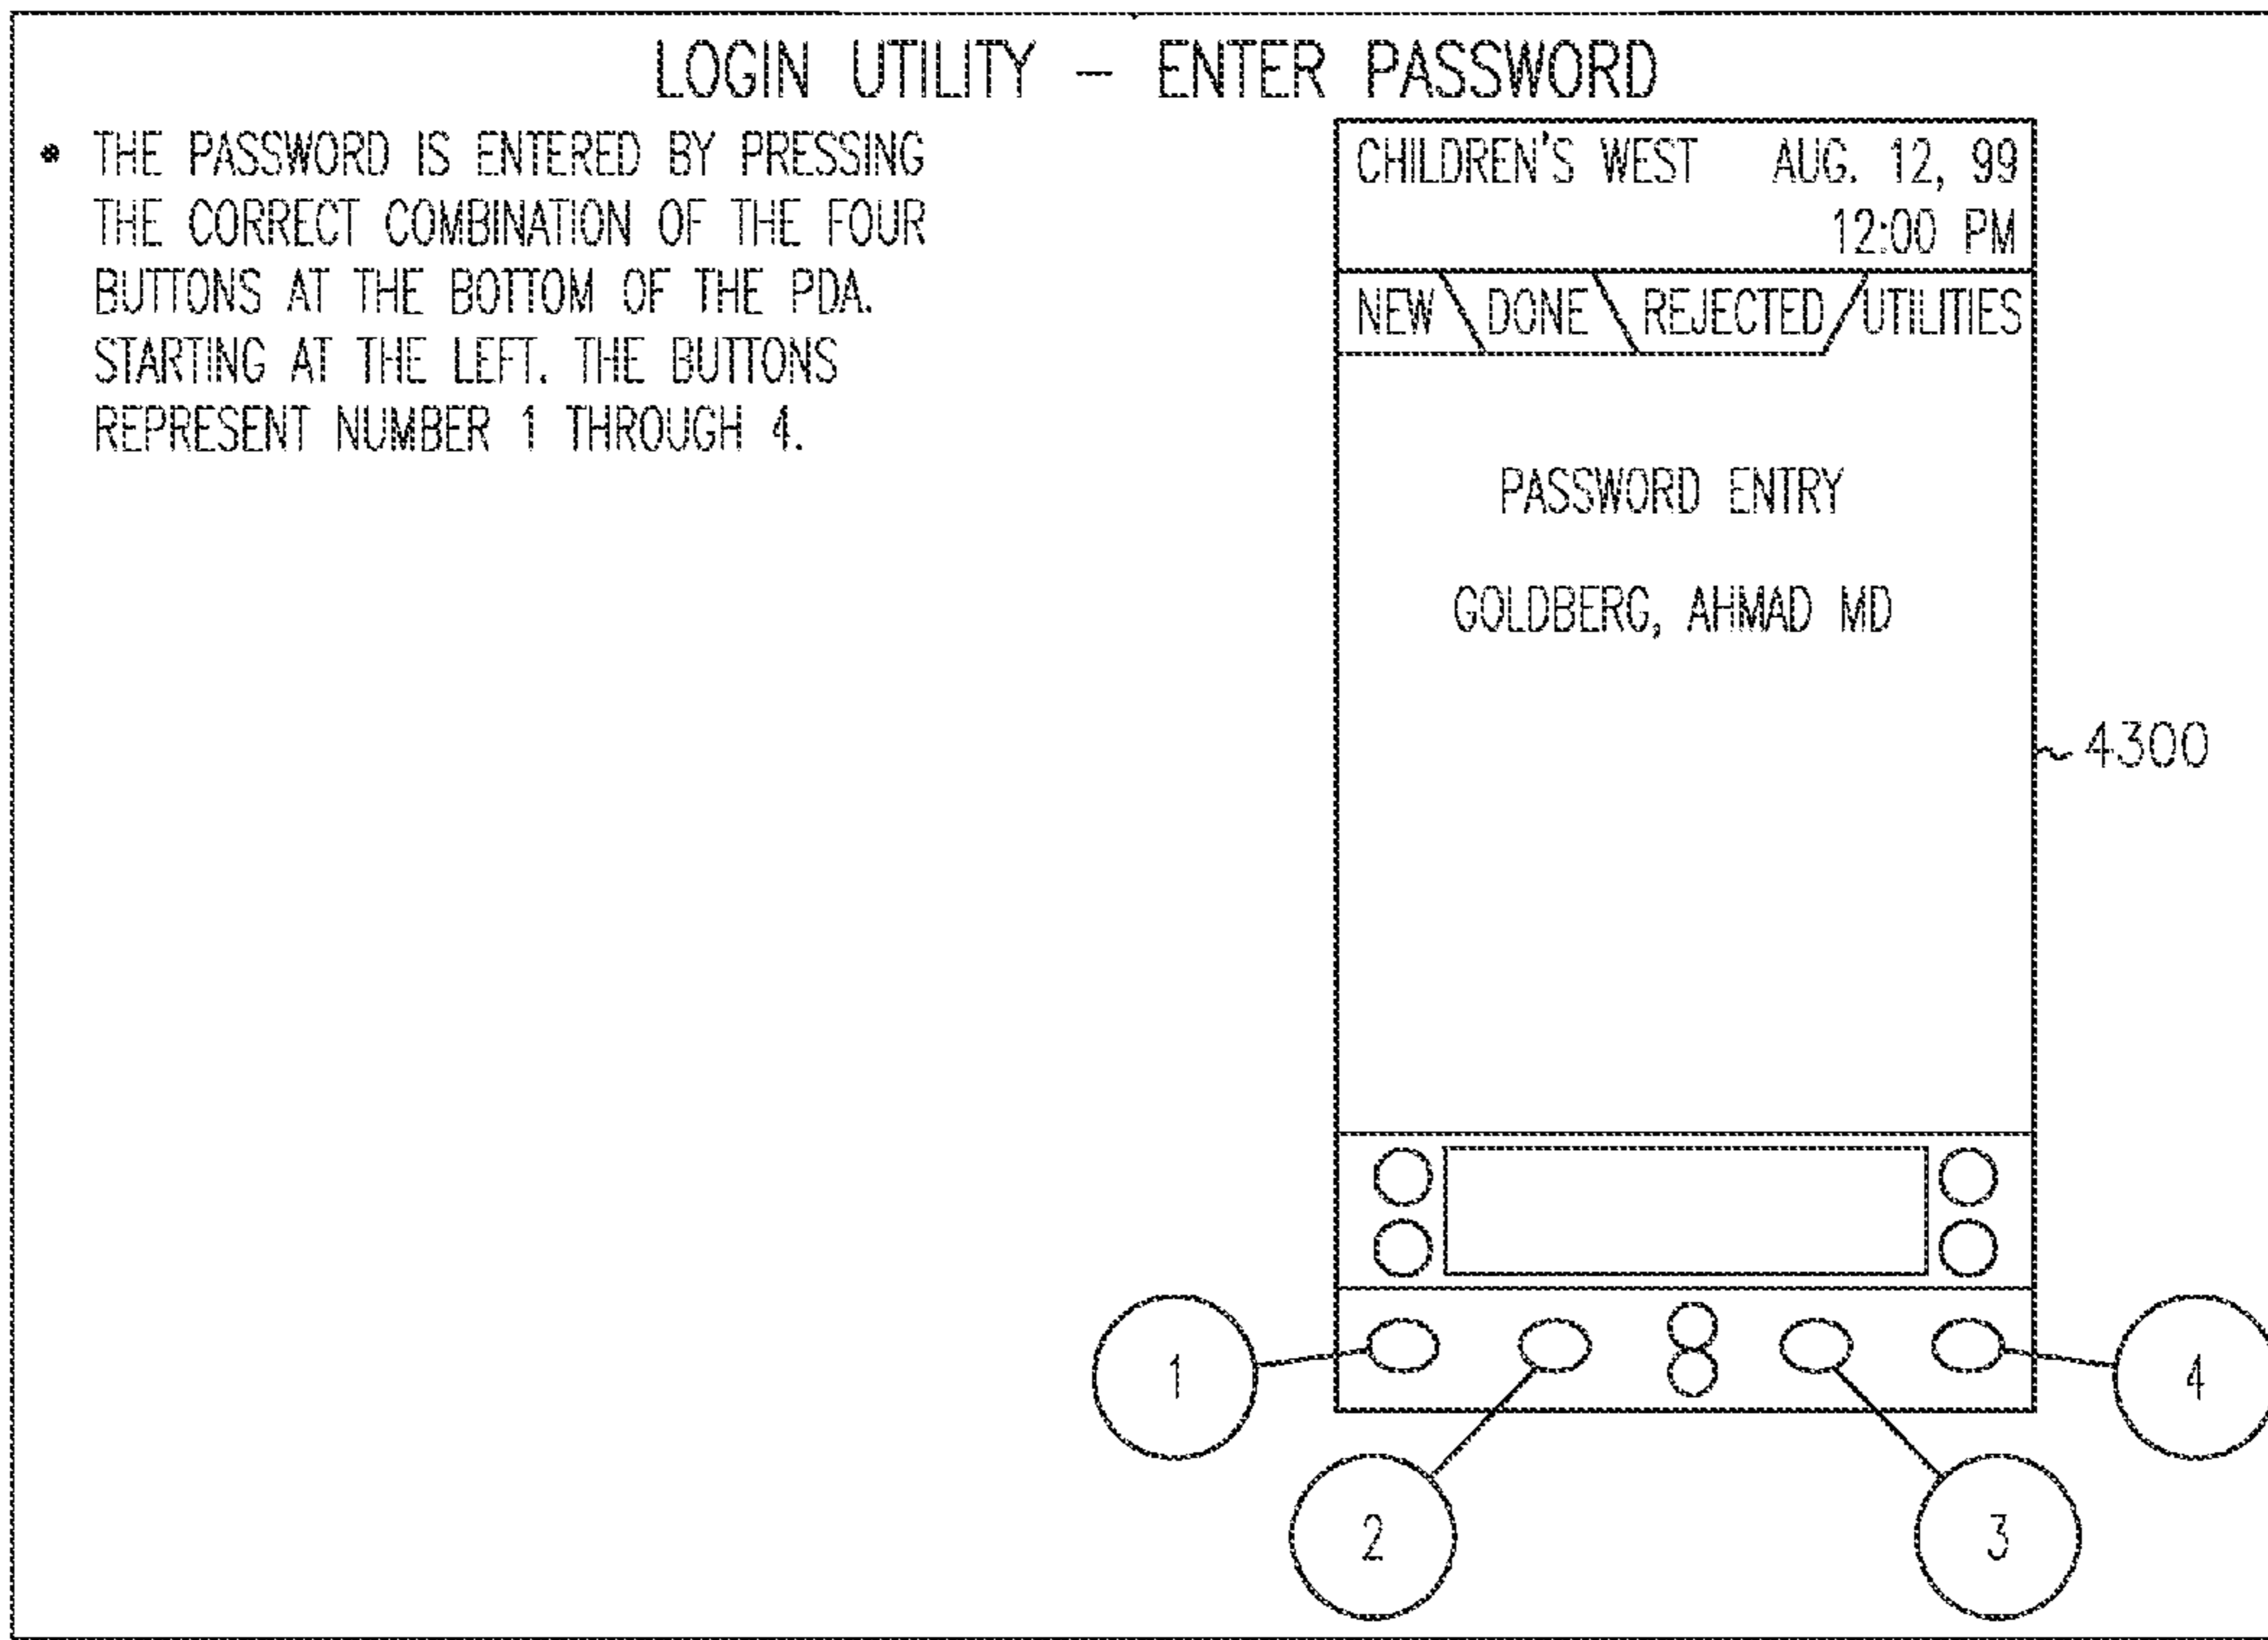 LOGIN UTILITY – ENTER PASSWORD
• THE PASSWORD IS ENTERED BY PRESSING
THE CORRECT COMBINATION OF THE FOUR
BUTTONS AT THE BOTTOM OF THE PDA.
STARTING AT THE LEFT. THE BUTTONS
REPRESENT NUMBER 1 THROUGH 4.
CHILDREN'S WEST AUG. 12, 99
12:00 PM
NEW DONE REJECTED UTILITIES
PASSWORD ENTRY
GOLDBERG, AHMAD MD
4300
1
2
3
4